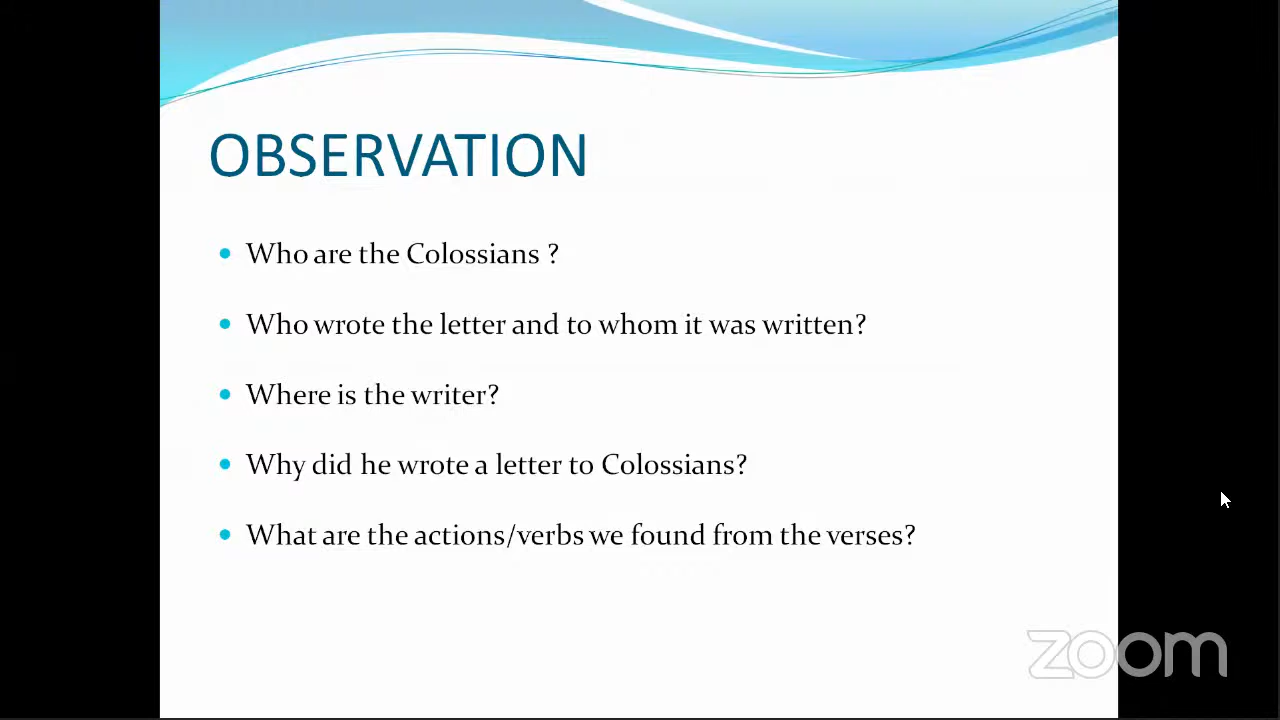 OBSERVATION
Who are the Colossians ?
Who wrote the letter and to whom it was written?
Where is the writer?
Why did he wrote a letter to Colossians?
What are the actions/verbs we found from the verses?
zoom